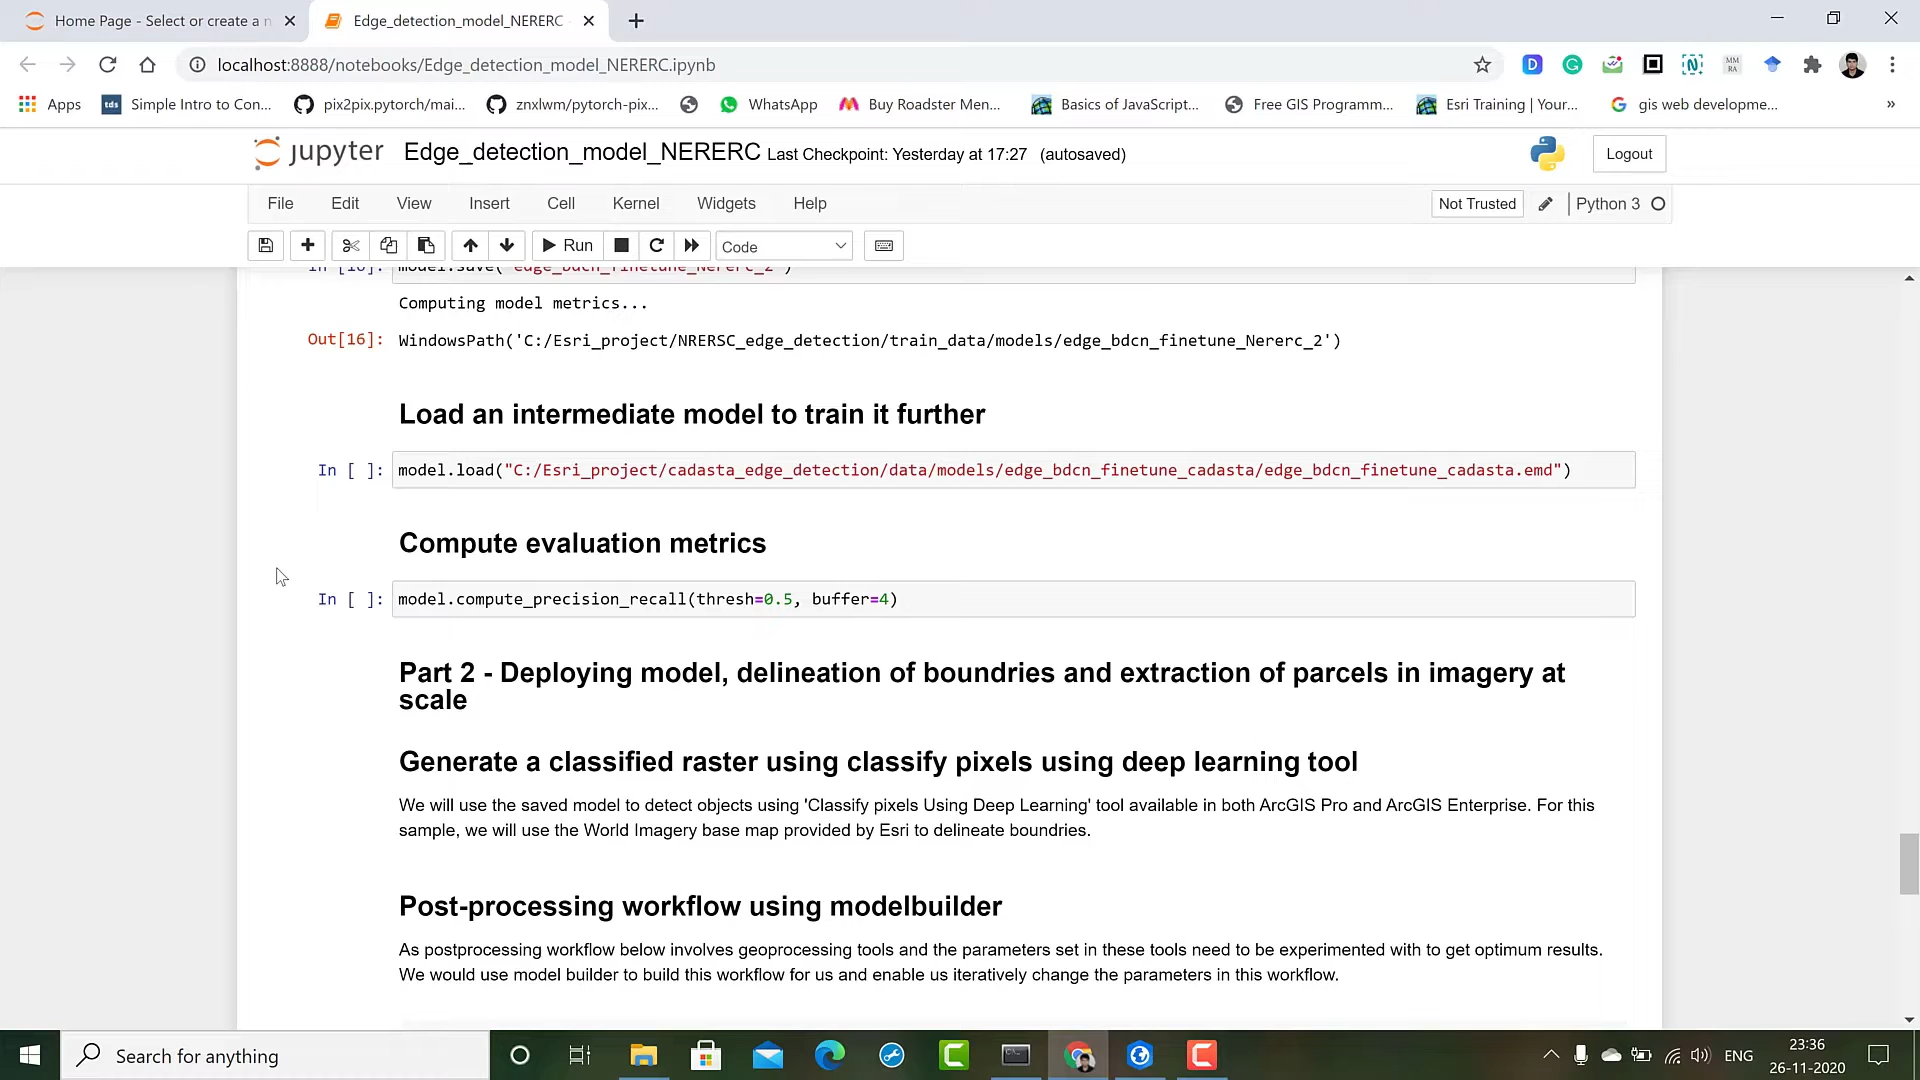 Home Page - Select or create a n
Edge_detection_model_NERERC
localhost:8888/notebooks/Edge_detection_model_NERERC.ipynb
Apps
tds
Simple Intro to Con...
pix2pix.pytorch/mai...
znxlwm/pytorch-pix...
WhatsApp
Buy Roadster Men...
Basics of JavaScript...
Free GIS Programm...
Esri Training | Your...
gis web developme...
»
jupyter Edge_detection_model_NERERC Last Checkpoint: Yesterday at 17:27 (autosaved)
Logout
File Edit View Insert Cell Kernel Widgets Help
Not Trusted
Python 3
Run
Code
In [16]: model.save("edge_bdcn_finetune_Nererc_2")
Computing model metrics...
Out[16]: WindowsPath('C:/Esri_project/NRERSC_edge_detection/train_data/models/edge_bdcn_finetune_Nererc_2')
Load an intermediate model to train it further
In [ ]: model.load("C:/Esri_project/cadasta_edge_detection/data/models/edge_bdcn_finetune_cadasta/edge_bdcn_finetune_cadasta.emd")
Compute evaluation metrics
In [ ]: model.compute_precision_recall(thresh=0.5, buffer=4)
Part 2 - Deploying model, delineation of boundries and extraction of parcels in imagery at
scale
Generate a classified raster using classify pixels using deep learning tool
We will use the saved model to detect objects using 'Classify pixels Using Deep Learning' tool available in both ArcGIS Pro and ArcGIS Enterprise. For this
sample, we will use the World Imagery base map provided by Esri to delineate boundries.
Post-processing workflow using modelbuilder
As postprocessing workflow below involves geoprocessing tools and the parameters set in these tools need to be experimented with to get optimum results.
We would use model builder to build this workflow for us and enable us iteratively change the parameters in this workflow.
Search for anything
ENG
23:36
26-11-2020